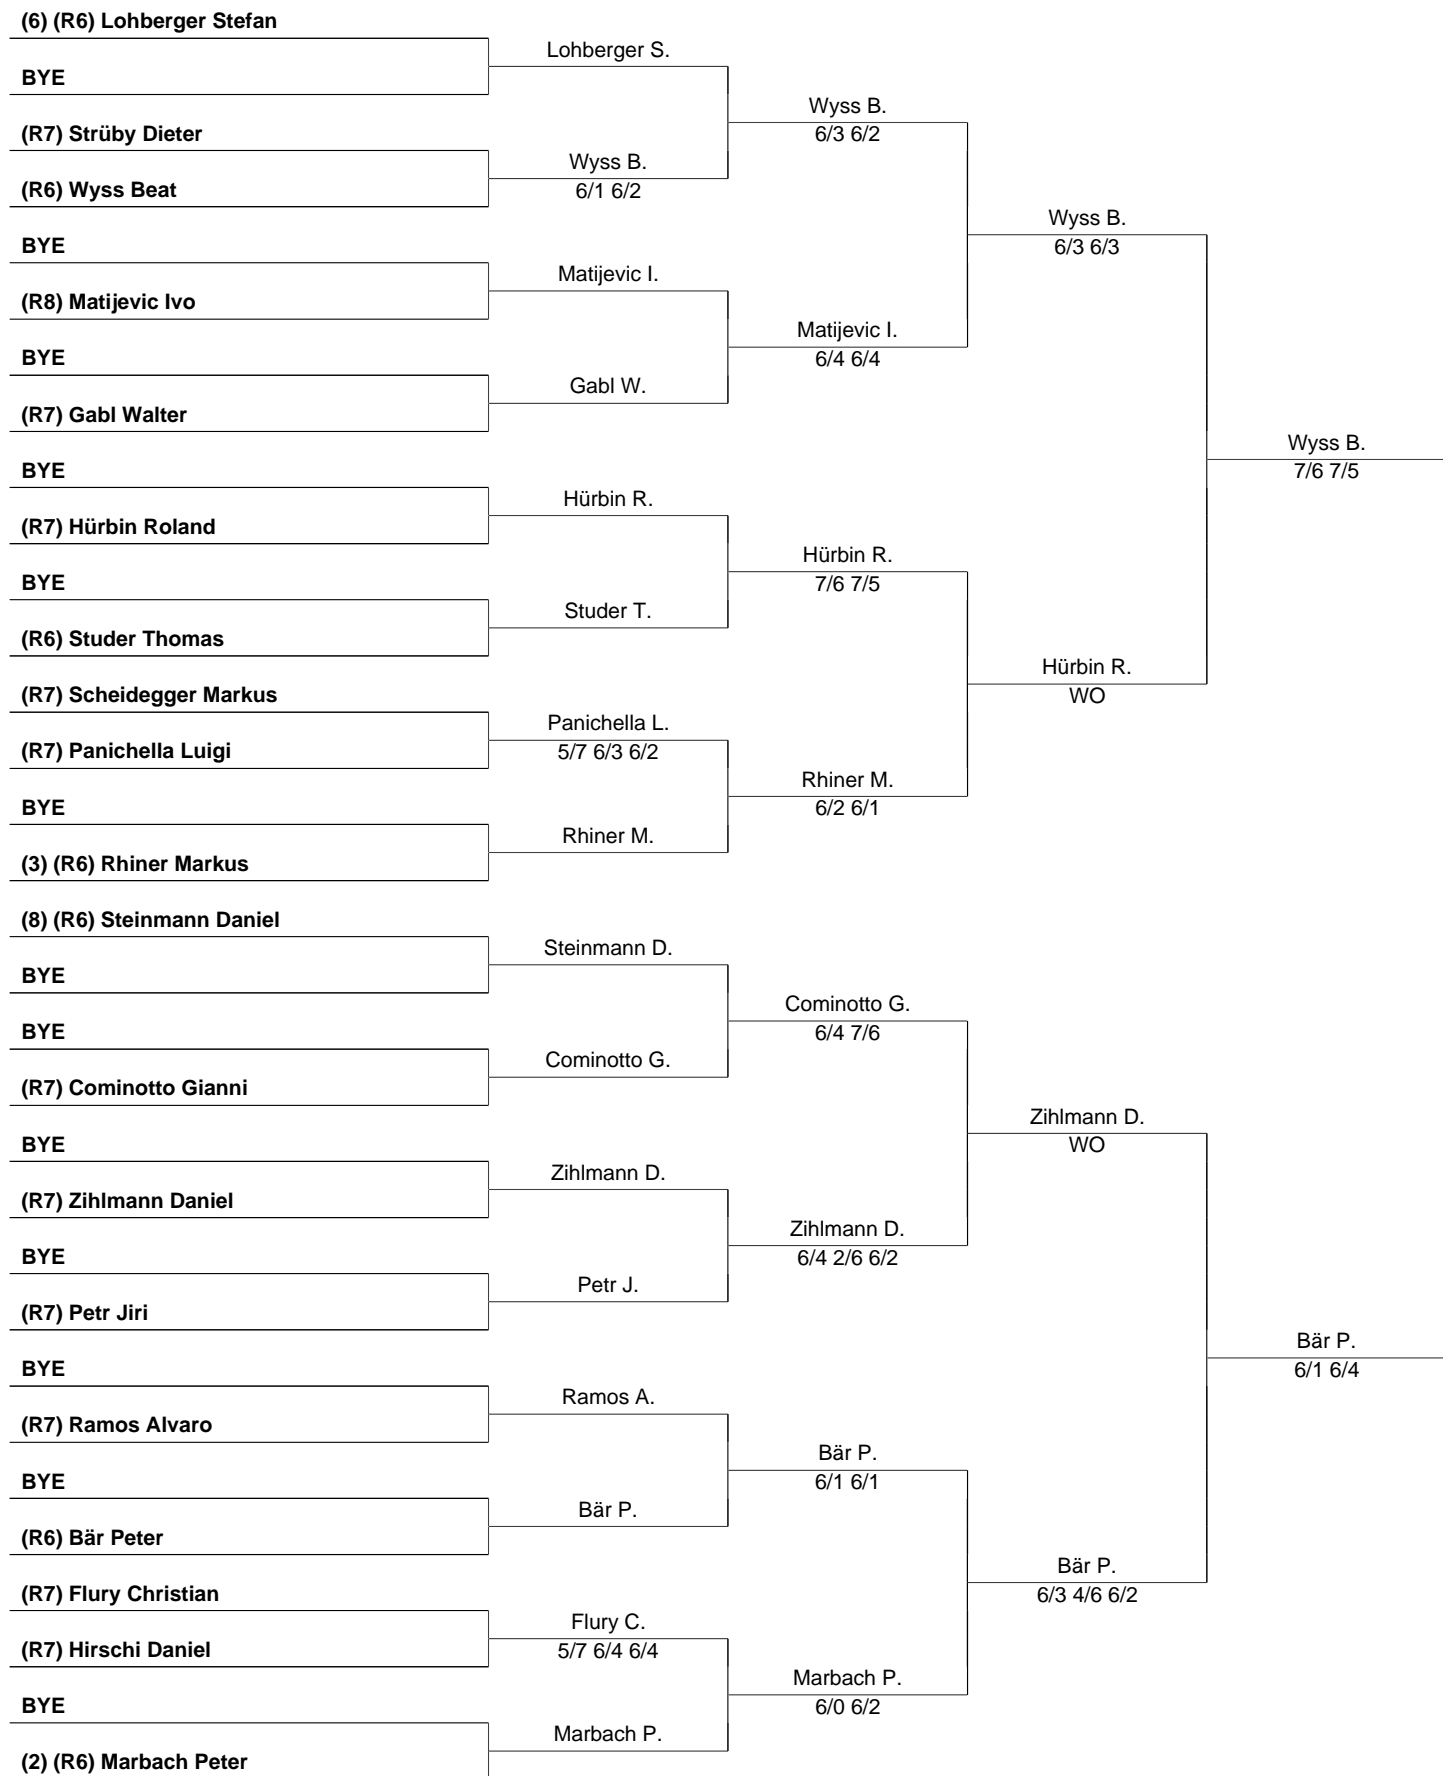 (6) (R6) Lohberger Stefan
Lohberger S.
BYE
Wyss B.
6/3 6/2
(R7) Strüby Dieter
Wyss B.
6/1 6/2
(R6) Wyss Beat
Wyss B.
6/3 6/3
BYE
Matijevic I.
(R8) Matijevic Ivo
Matijevic I.
6/4 6/4
BYE
Gabl W.
(R7) Gabl Walter
Wyss B.
7/6 7/5
BYE
Hürbin R.
(R7) Hürbin Roland
Hürbin R.
7/6 7/5
BYE
Studer T.
(R6) Studer Thomas
Hürbin R.
WO
(R7) Scheidegger Markus
Panichella L.
5/7 6/3 6/2
(R7) Panichella Luigi
Rhiner M.
6/2 6/1
BYE
Rhiner M.
(3) (R6) Rhiner Markus
(8) (R6) Steinmann Daniel
Steinmann D.
BYE
Cominotto G.
6/4 7/6
BYE
Cominotto G.
(R7) Cominotto Gianni
Zihlmann D.
WO
BYE
Zihlmann D.
(R7) Zihlmann Daniel
Zihlmann D.
6/4 2/6 6/2
BYE
Petr J.
(R7) Petr Jiri
Bär P.
6/1 6/4
BYE
Ramos A.
(R7) Ramos Alvaro
Bär P.
6/1 6/1
BYE
Bär P.
(R6) Bär Peter
Bär P.
6/3 4/6 6/2
(R7) Flury Christian
Flury C.
5/7 6/4 6/4
(R7) Hirschi Daniel
Marbach P.
6/0 6/2
BYE
Marbach P.
(2) (R6) Marbach Peter